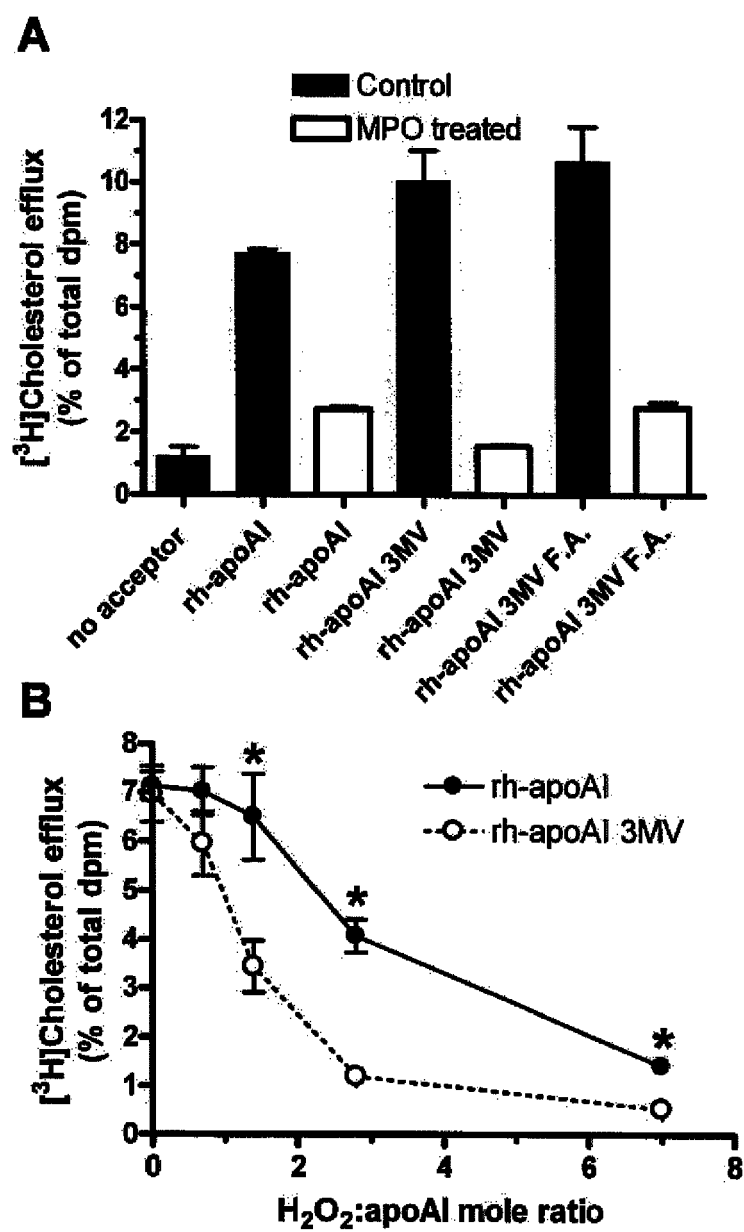 A
Control
MPO treated
[³H]Cholesterol efflux
(% of total dpm)
12
10
8
6
4
2
0
no acceptor
rh-apoAI
rh-apoAI
rh-apoAI 3MV
rh-apoAI 3MV
rh-apoAI 3MV F.A.
rh-apoAI 3MV F.A.
B
[³H]Cholesterol efflux
(% of total dpm)
8
7
6
5
4
3
2
1
0
* * *
rh-apoAI
rh-apoAI 3MV
0 2 4 6 8
H₂O₂:apoAI mole ratio